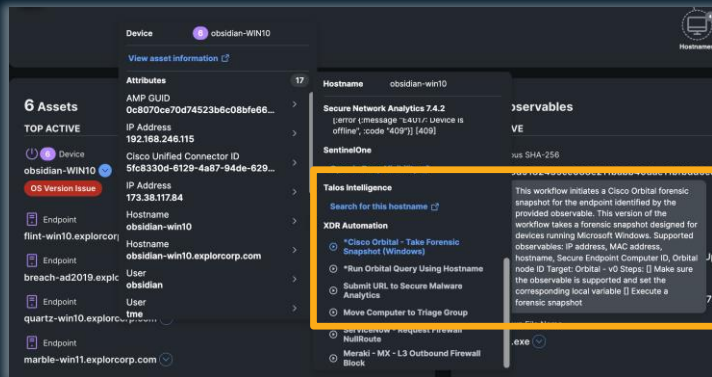 Hostnames
6 Assets
TOP ACTIVE
6 Device
obsidian-WIN10
OS Version Issue
Endpoint
flint-win10.explorcorp
Endpoint
breach-ad2019.explc
Endpoint
quartz-win10.explorcorp.com
Endpoint
marble-win11.explorcorp.com
Device 6 obsidian-WIN10
View asset information
Attributes 17
AMP GUID
0c8070ce70d74523b6c08bfe66...
IP Address
192.168.246.115
Cisco Unified Connector ID
5fc8330d-6129-4a87-94de-629...
IP Address
173.38.117.84
Hostname
obsidian-win10
Hostname
obsidian-win10.explorcorp.com
User
obsidian
User
tme
Hostname obsidian-win10
Secure Network Analytics 7.4.2
[:error {:message "E4017: Device is
offline", :code "409"}] [409]
SentinelOne
Talos Intelligence
Search for this hostname
XDR Automation
*Cisco Orbital - Take Forensic
Snapshot (Windows)
*Run Orbital Query Using Hostname
Submit URL to Secure Malware
Analytics
Move Computer to Triage Group
ServiceNow - Request Firewall
NullRoute
Meraki - MX - L3 Outbound Firewall
Block
oservables
VE
ous SHA-256
This workflow initiates a Cisco Orbital forensic
snapshot for the endpoint identified by the
provided observable. This version of the
workflow takes a forensic snapshot designed for
devices running Microsoft Windows. Supported
observables: IP address, MAC address,
hostname, Secure Endpoint Computer ID, Orbital
node ID Target: Orbital - v0 Steps: [] Make sure
the observable is supported and set the
corresponding local variable [] Execute a
forensic snapshot
.exe